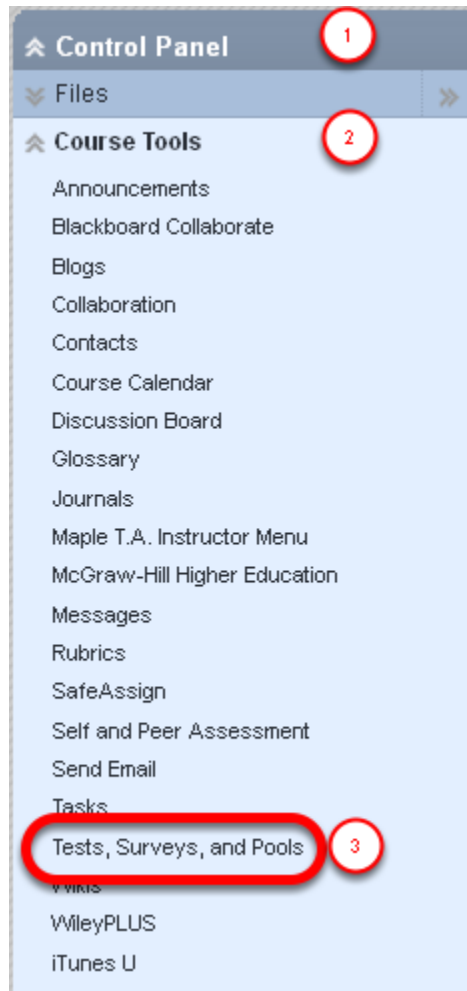 Control Panel 1
Files
Course Tools 2
Announcements
Blackboard Collaborate
Blogs
Collaboration
Contacts
Course Calendar
Discussion Board
Glossary
Journals
Maple T.A. Instructor Menu
McGraw-Hill Higher Education
Messages
Rubrics
SafeAssign
Self and Peer Assessment
Send Email
Tasks
Tests, Surveys, and Pools 3
Wikis
WileyPLUS
iTunes U